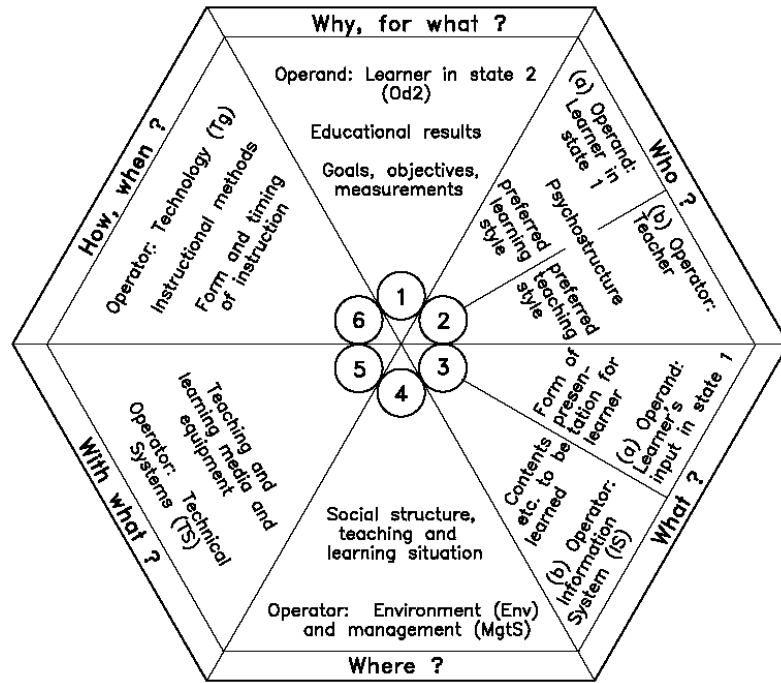 Why, for what ?
Operand: Learner in state 2
(Od2)
Educational results
Goals, objectives,
measurements
1
Who ?
(a) Operand:
Learner in
state 1
Psychostructure
preferred
learning
style
(b) Operator:
Teacher
preferred
teaching
style
2
What ?
Form of
presen-
tation for
learner
(a) Operand:
Learner's
input in state 1
Contents
etc. to be
learned
(b) Operator:
Information
System (IS)
3
Where ?
Social structure,
teaching and
learning situation
Operator: Environment (Env)
and management (MgtS)
4
With what ?
Teaching and
learning media and
equipment
Operator: Technical
Systems (TS)
5
How, when ?
Operator: Technology (Tg)
Instructional methods
Form and timing
of instruction
6